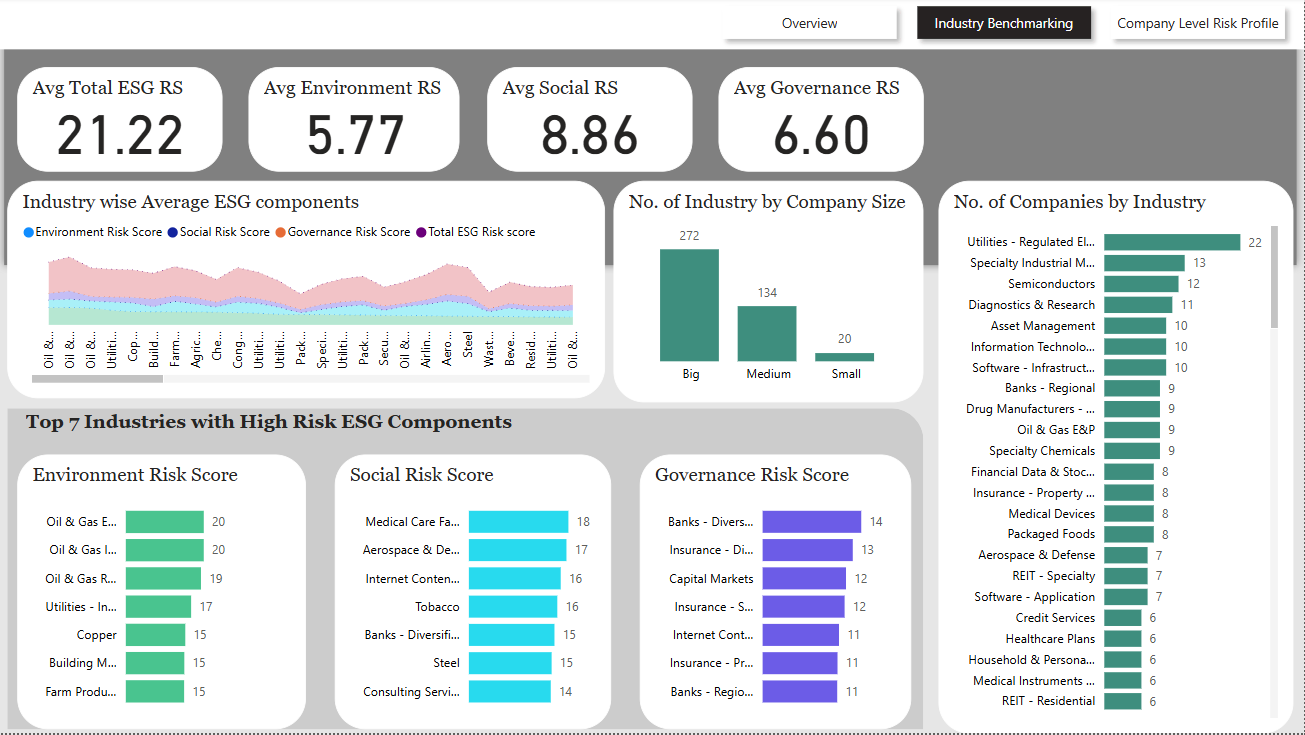 Overview
Industry Benchmarking
Company Level Risk Profile
Avg Total ESG RS
21.22
Avg Environment RS
5.77
Avg Social RS
8.86
Avg Governance RS
6.60
Industry wise Average ESG components
Environment Risk Score Social Risk Score Governance Risk Score Total ESG Risk score
Oil &...
Oil &...
Oil &...
Utiliti...
Cop...
Build...
Farm...
Agric...
Che...
Cong...
Utiliti...
Utiliti...
Pack...
Speci...
Utiliti...
Pack...
Secu...
Oil &...
Airlin...
Aero...
Steel
Wast...
Beve...
Resid...
Utiliti...
Oil &...
No. of Industry by Company Size
272
134
20
Big
Medium
Small
No. of Companies by Industry
Utilities - Regulated El... 22
Specialty Industrial M... 13
Semiconductors 12
Diagnostics & Research 11
Asset Management 10
Information Technolo... 10
Software - Infrastruct... 10
Banks - Regional 9
Drug Manufacturers - ... 9
Oil & Gas E&P 9
Specialty Chemicals 9
Financial Data & Stoc... 8
Insurance - Property ... 8
Medical Devices 8
Packaged Foods 8
Aerospace & Defense 7
REIT - Specialty 7
Software - Application 7
Credit Services 6
Healthcare Plans 6
Household & Persona... 6
Medical Instruments ... 6
REIT - Residential 6
Top 7 Industries with High Risk ESG Components
Environment Risk Score
Oil & Gas E... 20
Oil & Gas I... 20
Oil & Gas R... 19
Utilities - In... 17
Copper 15
Building M... 15
Farm Produ... 15
Social Risk Score
Medical Care Fa... 18
Aerospace & De... 17
Internet Conten... 16
Tobacco 16
Banks - Diversifi... 15
Steel 15
Consulting Servi... 14
Governance Risk Score
Banks - Divers... 14
Insurance - Di... 13
Capital Markets 12
Insurance - S... 12
Internet Cont... 11
Insurance - Pr... 11
Banks - Regio... 11